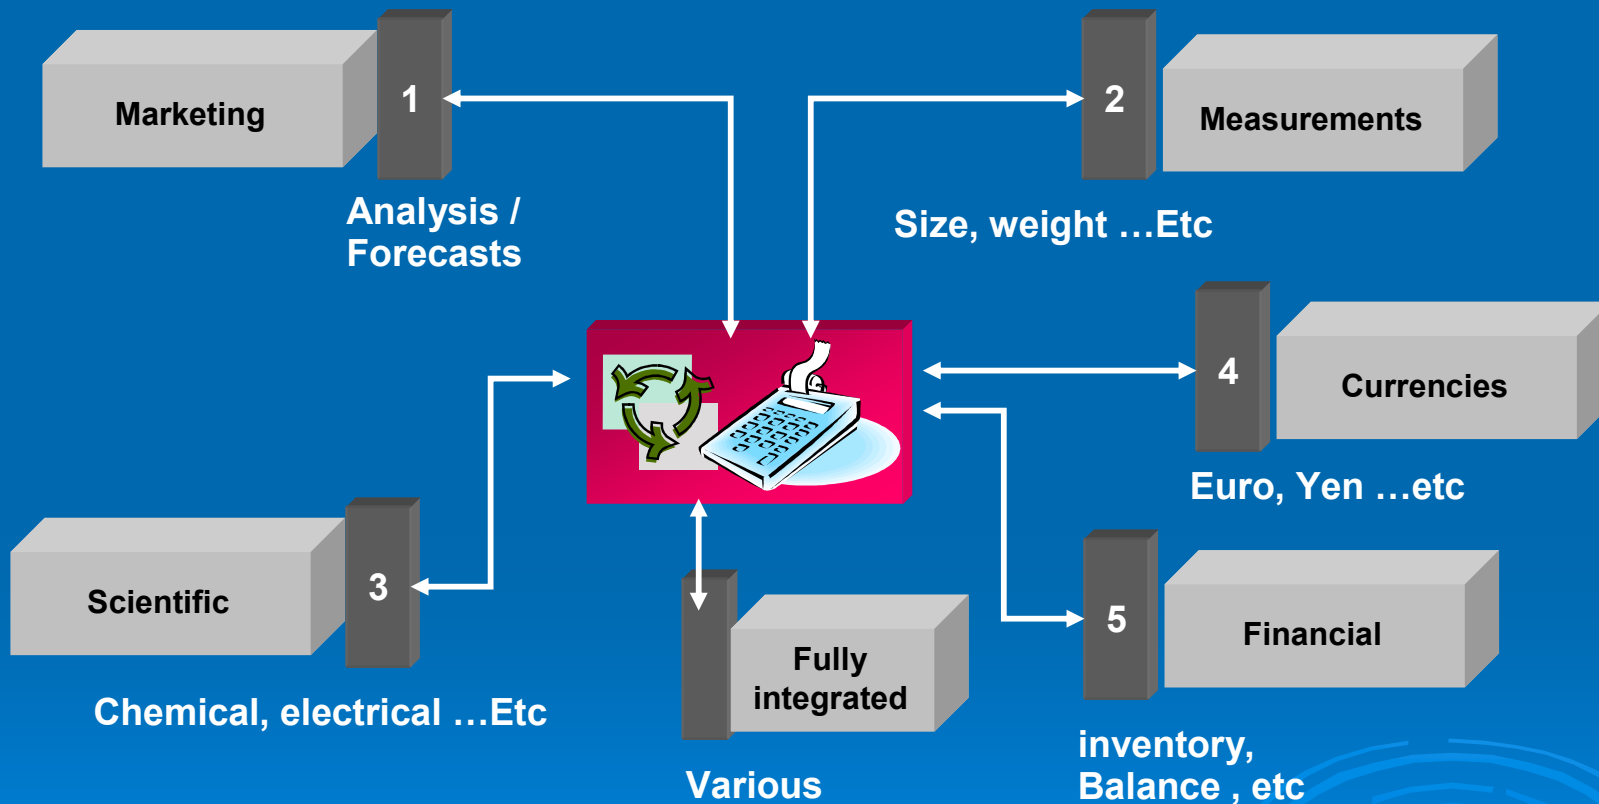 Marketing
1
Analysis /
Forecasts
2
Measurements
Size, weight …Etc
4
Currencies
Euro, Yen …etc
Scientific
3
Chemical, electrical …Etc
Fully
integrated
Various
5
Financial
inventory,
Balance , etc